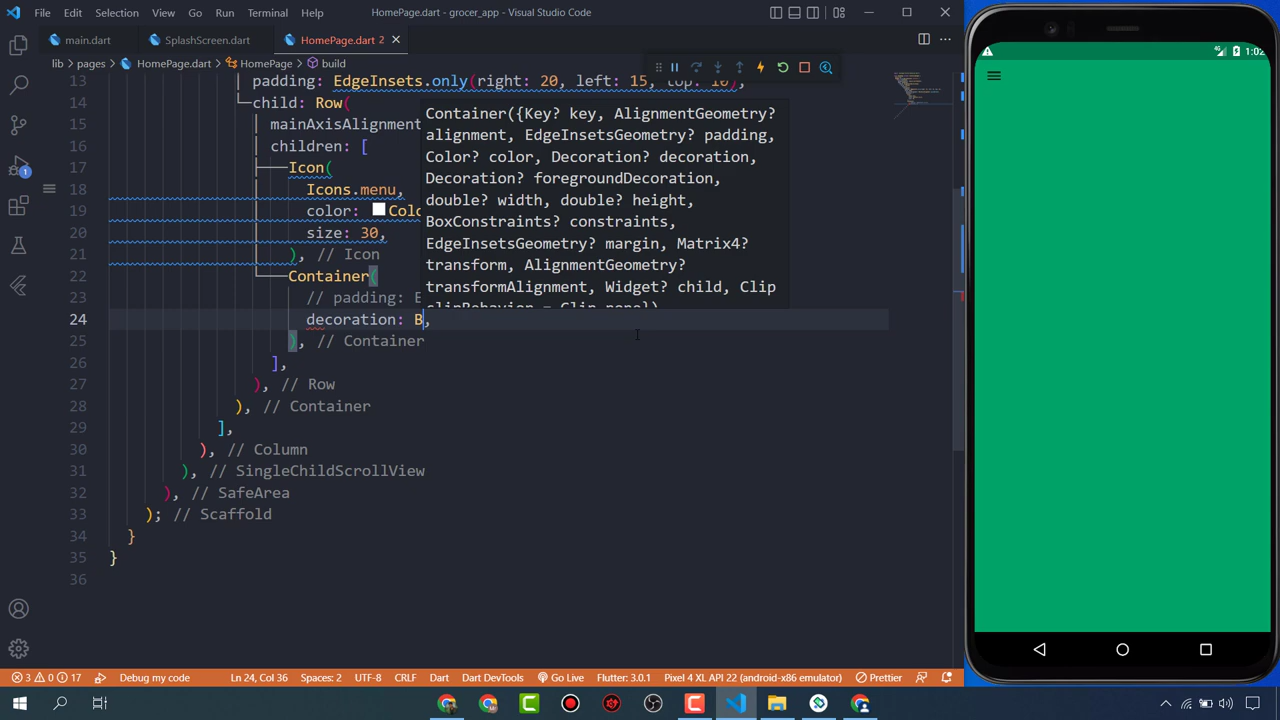 File Edit Selection View Go Run Terminal Help HomePage.dart - grocer_app - Visual Studio Code
main.dart SplashScreen.dart HomePage.dart 2
lib > pages > HomePage.dart > HomePage > build
13 padding: EdgeInsets.only(right: 20, left: 15, top: 10),
14 child: Row(
15 mainAxisAlignment
16 children: [
17 Icon(
18 Icons.menu,
19 color: Colo
20 size: 30,
21 ), // Icon
22 Container(
23 // padding: E
24 decoration: B,
25 ), // Container
26 ],
27 ), // Row
28 ), // Container
29 ],
30 ), // Column
31 ), // SingleChildScrollView
32 ), // SafeArea
33 ); // Scaffold
34 }
35 }
36
Container({Key? key, AlignmentGeometry?
alignment, EdgeInsetsGeometry? padding,
Color? color, Decoration? decoration,
Decoration? foregroundDecoration,
double? width, double? height,
BoxConstraints? constraints,
EdgeInsetsGeometry? margin, Matrix4?
transform, AlignmentGeometry?
transformAlignment, Widget? child, Clip
clipBehavior = Clip.none})
1
1:02
3 0 17 Debug my code Ln 24, Col 36 Spaces: 2 UTF-8 CRLF Dart Dart DevTools Go Live Flutter: 3.0.1 Pixel 4 XL API 22 (android-x86 emulator) Prettier